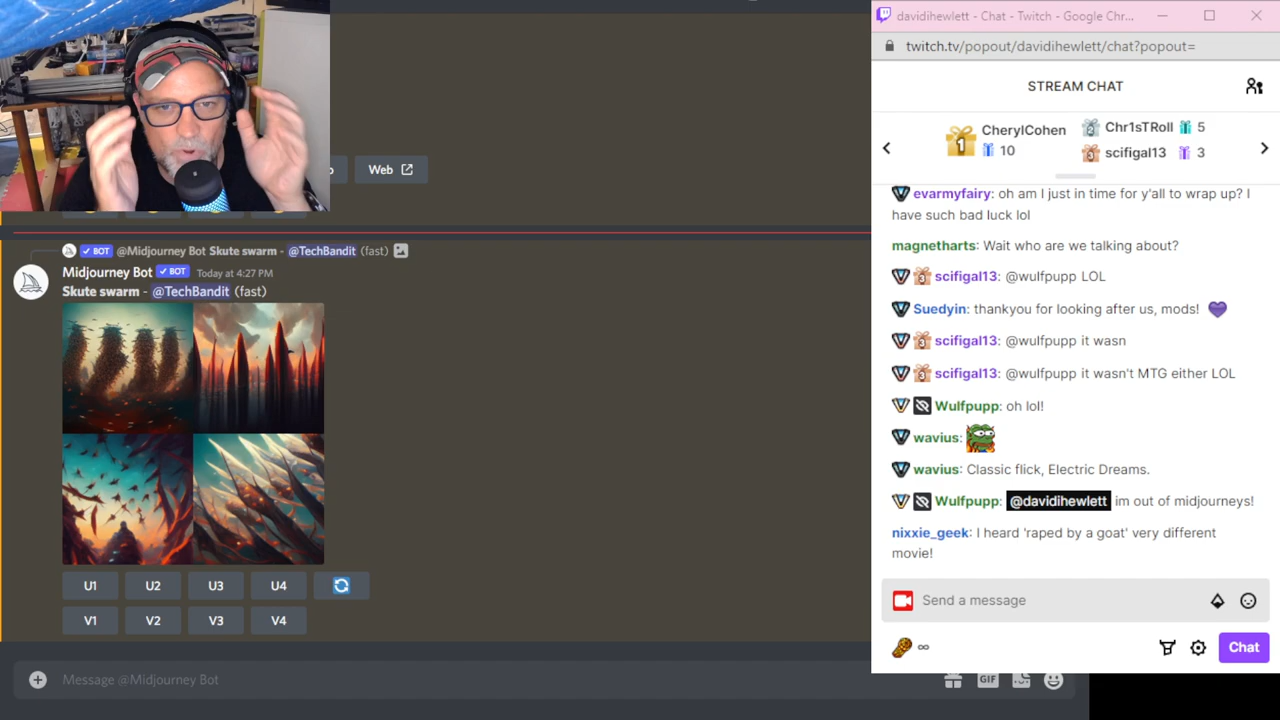 davidihewlett - Chat - Twitch - Google Chr...
twitch.tv/popout/davidihewlett/chat?popout=
STREAM CHAT
1 CherylCohen 10
2 Chr1sTRoll 5
3 scifigal13 3
evarmyfairy: oh am I just in time for y'all to wrap up? I
have such bad luck lol
magnetharts: Wait who are we talking about?
3 scifigal13: @wulfpupp LOL
Suedyin: thankyou for looking after us, mods!
3 scifigal13: @wulfpupp it wasn
3 scifigal13: @wulfpupp it wasn't MTG either LOL
Wulfpupp: oh lol!
wavius:
wavius: Classic flick, Electric Dreams.
Wulfpupp: @davidihewlett im out of midjourneys!
nixxie_geek: I heard 'raped by a goat' very different
movie!
Send a message
∞
Chat
Web
BOT @Midjourney Bot Skute swarm - @TechBandit (fast)
Midjourney Bot BOT Today at 4:27 PM
Skute swarm - @TechBandit (fast)
U1 U2 U3 U4
V1 V2 V3 V4
Message @Midjourney Bot
GIF